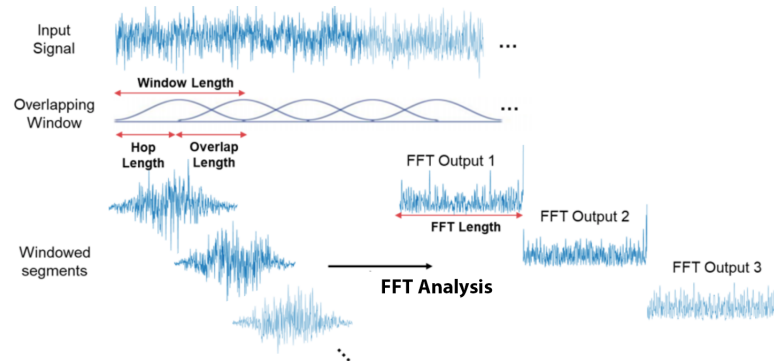 Input
Signal
...
Window Length
Overlapping
Window
...
Hop
Length
Overlap
Length
FFT Output 1
FFT Length
FFT Output 2
Windowed
segments
FFT Analysis
FFT Output 3
...